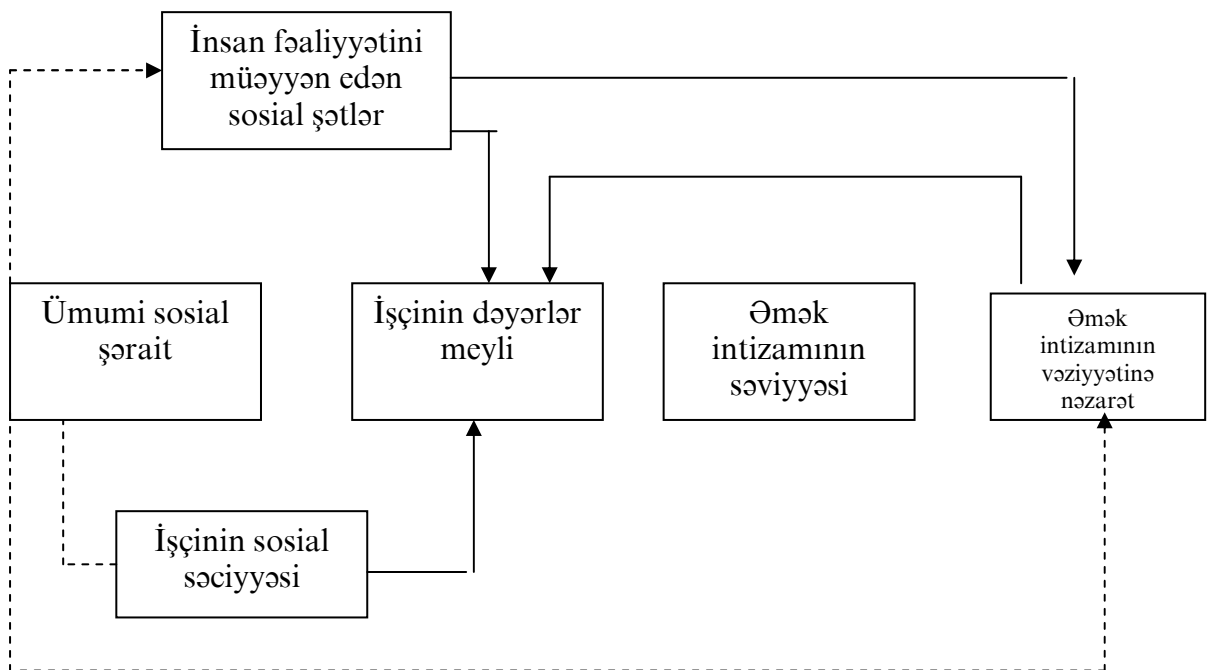 İnsan fəaliyyətini
müəyyən edən
sosial şətlər
Ümumi sosial
şərait
İşçinin dəyərlər
meyli
Əmək
intizamının
səviyyəsi
Əmək
intizamının
vəziyyətinə
nəzarət
İşçinin sosial
səciyyəsi